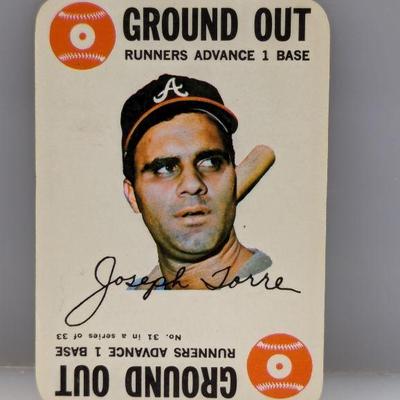 GROUND OUT
RUNNERS ADVANCE 1 BASE
A
Joseph Torre
No. 31 in a series of 33
RUNNERS ADVANCE 1 BASE
GROUND OUT